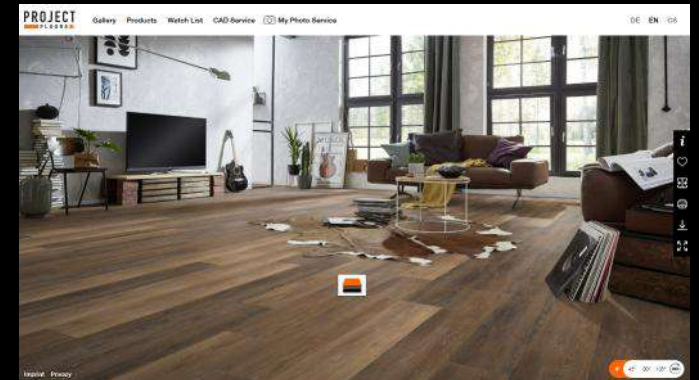 PROJECT
FLOORS
Gallery Products Watch List CAD-Service My Photo Service
DE EN CS
Imprint Privacy